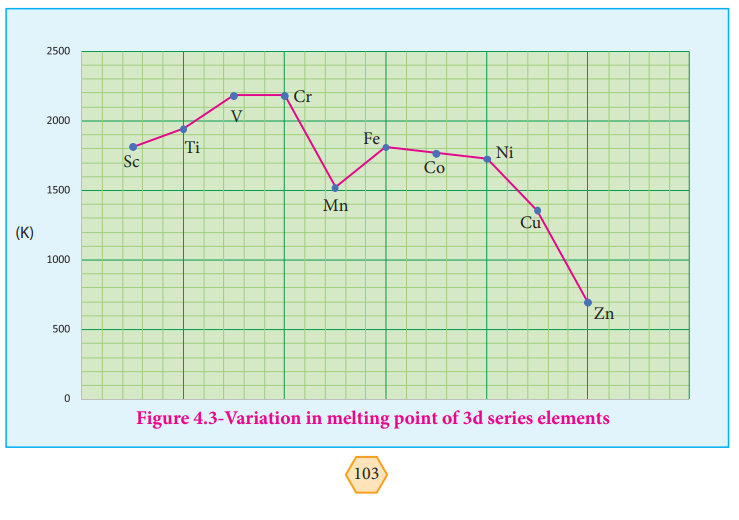 2500
2000
1500
1000
500
0
(K)
Sc
Ti
V
Cr
Mn
Fe
Co
Ni
Cu
Zn
Figure 4.3-Variation in melting point of 3d series elements
103